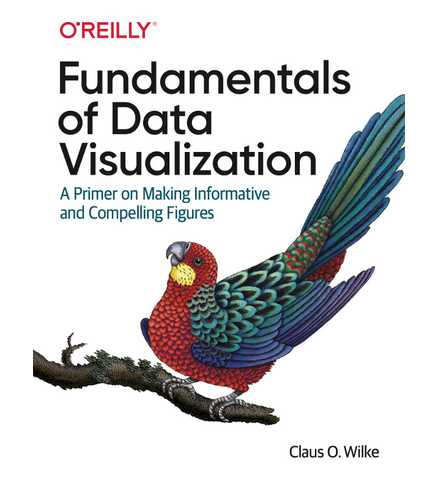 O'REILLY®
Fundamentals
of Data
Visualization
A Primer on Making Informative
and Compelling Figures
Claus O. Wilke